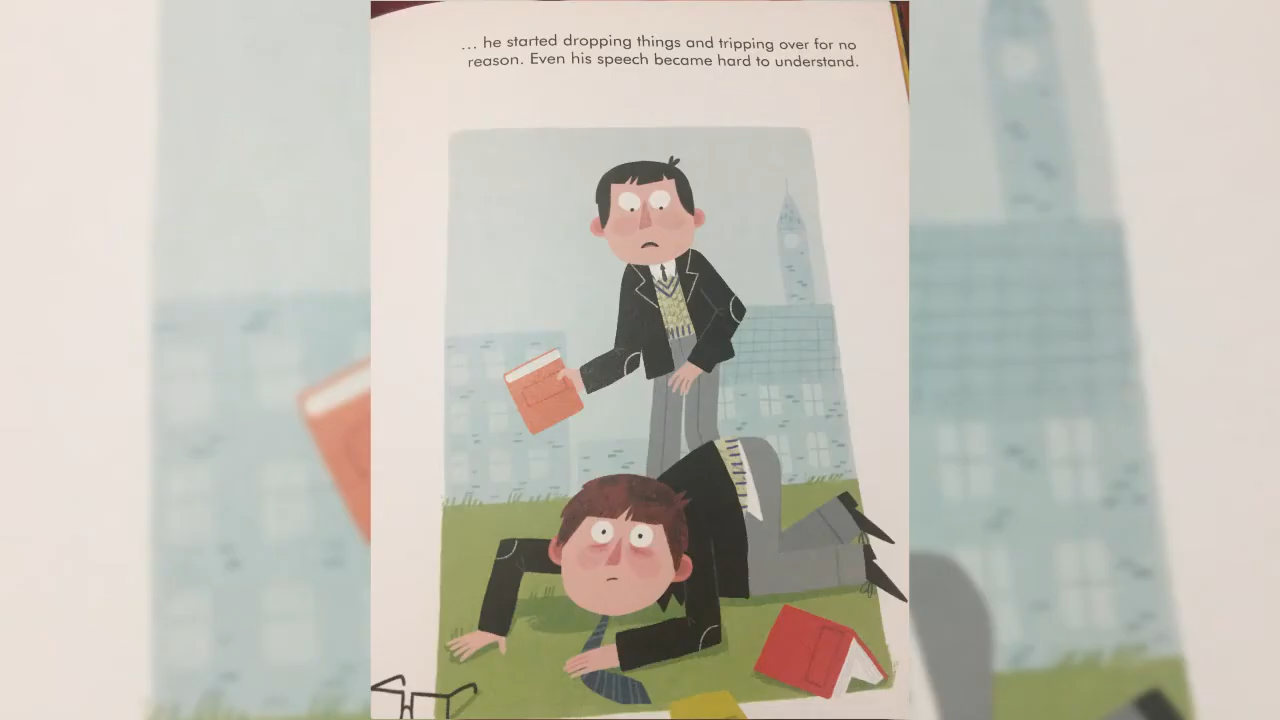 ... he started dropping things and tripping over for no
reason. Even his speech became hard to understand.